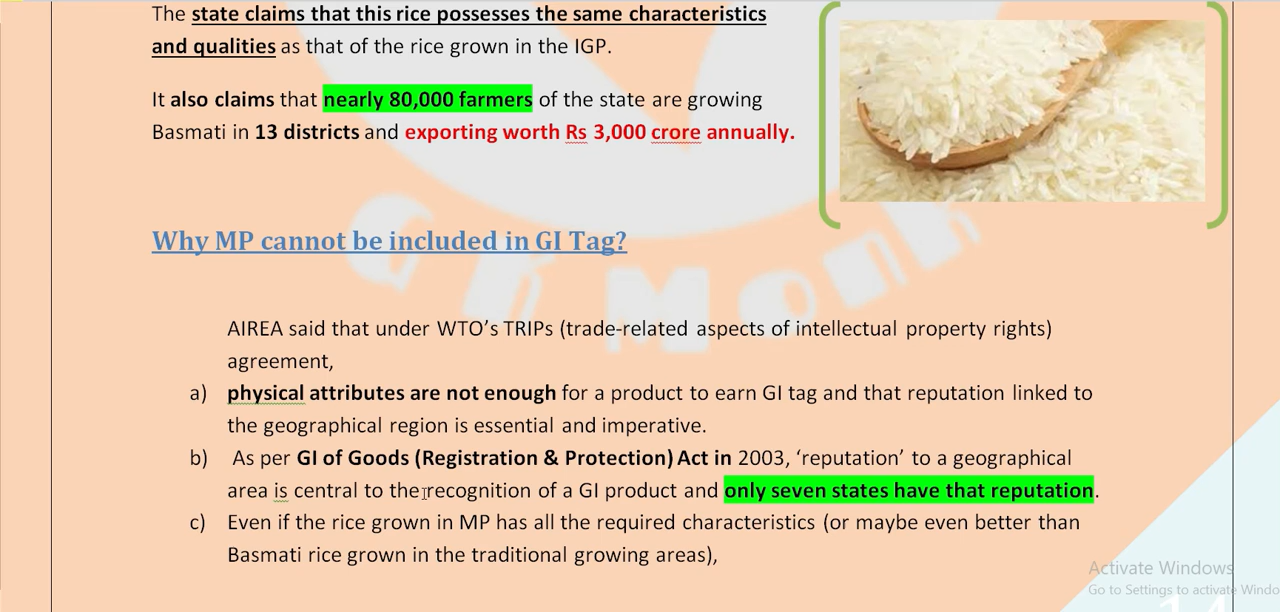 The state claims that this rice possesses the same characteristics
and qualities as that of the rice grown in the IGP.
It also claims that nearly 80,000 farmers of the state are growing
Basmati in 13 districts and exporting worth Rs 3,000 crore annually.
Why MP cannot be included in GI Tag?
AIREA said that under WTO's TRIPs (trade-related aspects of intellectual property rights)
agreement,
a) physical attributes are not enough for a product to earn GI tag and that reputation linked to
the geographical region is essential and imperative.
b) As per GI of Goods (Registration & Protection) Act in 2003, 'reputation' to a geographical
area is central to the recognition of a GI product and only seven states have that reputation.
c) Even if the rice grown in MP has all the required characteristics (or maybe even better than
Basmati rice grown in the traditional growing areas),
Activate Windows
Go to Settings to activate Windo